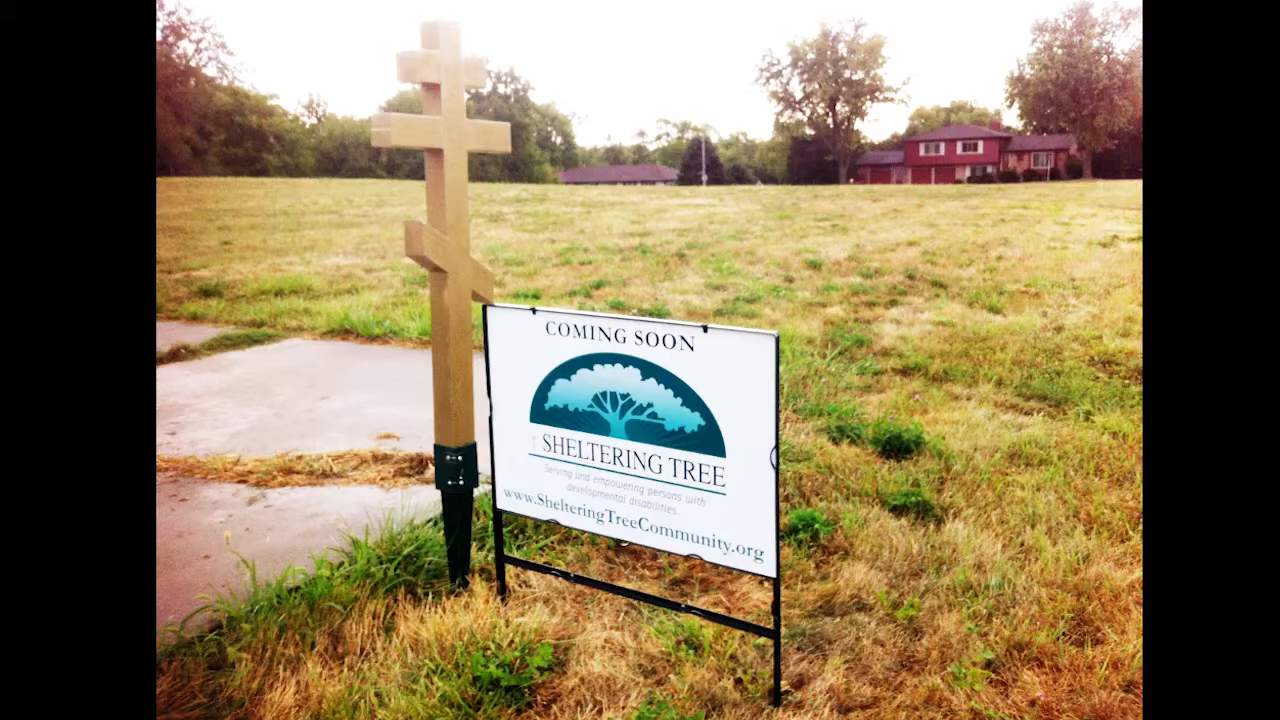 COMING SOON
SHELTERING TREE
Serving and empowering persons with
developmental disabilities.
www.ShelteringTreeCommunity.org